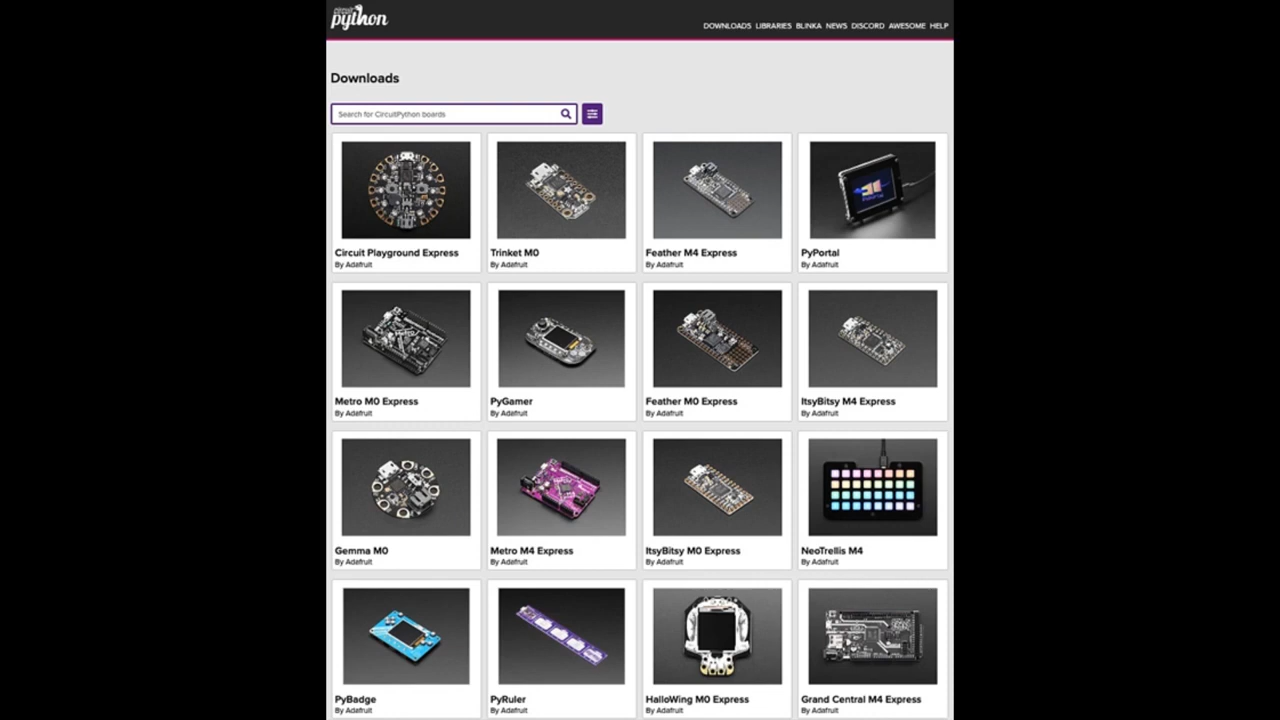 circuit
python
DOWNLOADS LIBRARIES BLINKA NEWS DISCORD AWESOME HELP
Downloads
Search for CircuitPython boards
Circuit Playground Express
By Adafruit
Trinket M0
By Adafruit
Feather M4 Express
By Adafruit
PyPortal
By Adafruit
Metro M0 Express
By Adafruit
PyGamer
By Adafruit
Feather M0 Express
By Adafruit
ItsyBitsy M4 Express
By Adafruit
Gemma M0
By Adafruit
Metro M4 Express
By Adafruit
ItsyBitsy M0 Express
By Adafruit
NeoTrellis M4
By Adafruit
PyBadge
By Adafruit
PyRuler
By Adafruit
HalloWing M0 Express
By Adafruit
Grand Central M4 Express
By Adafruit